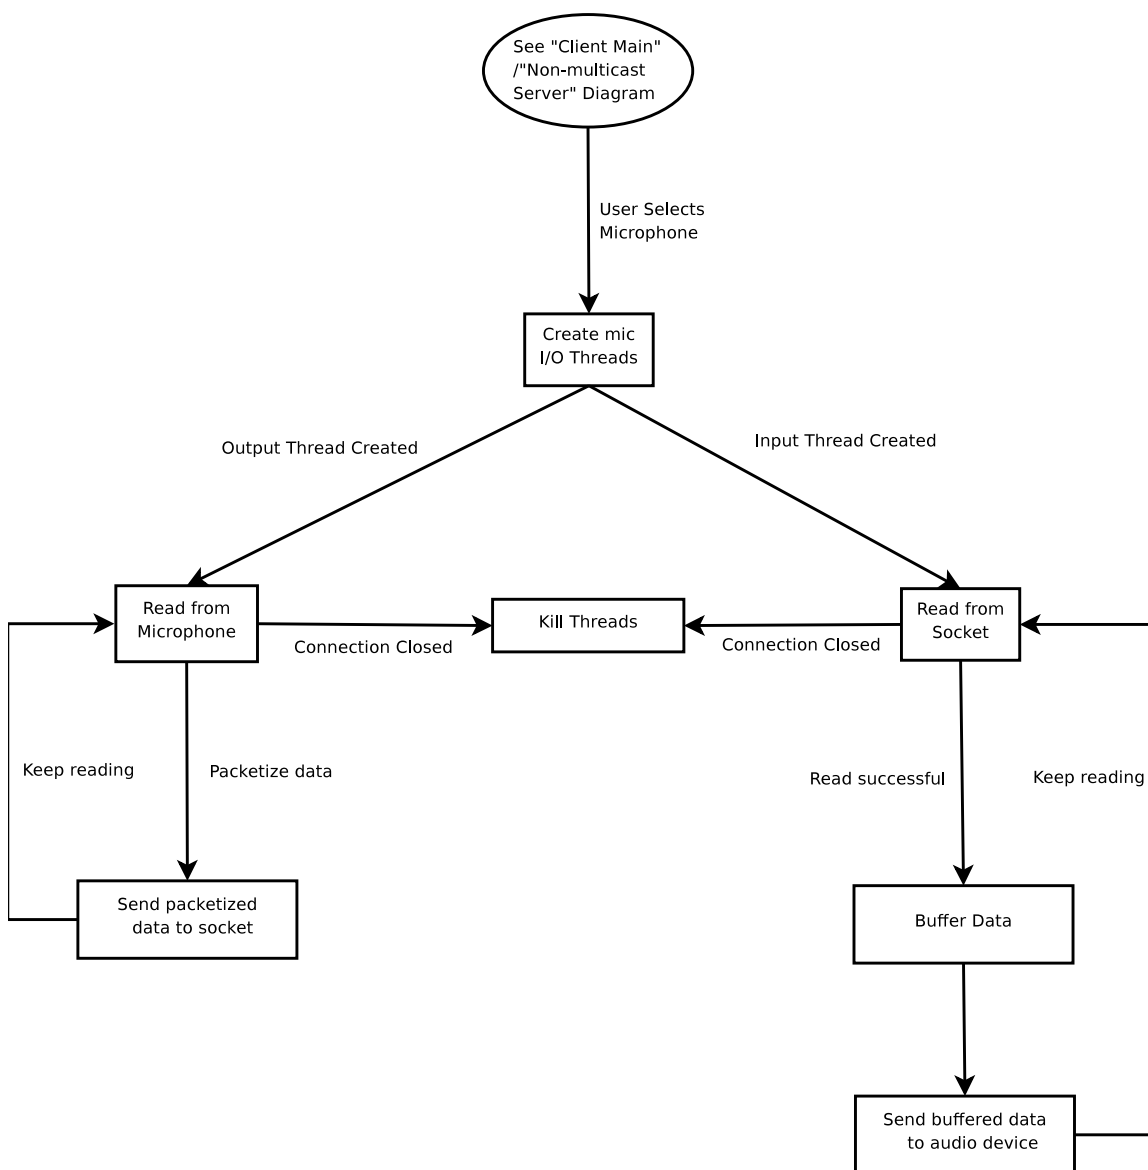 See "Client Main"
/"Non-multicast
Server" Diagram
User Selects
Microphone
Create mic
I/O Threads
Output Thread Created
Input Thread Created
Read from
Microphone
Connection Closed
Kill Threads
Connection Closed
Read from
Socket
Keep reading
Packetize data
Read successful
Keep reading
Send packetized
data to socket
Buffer Data
Send buffered data
to audio device